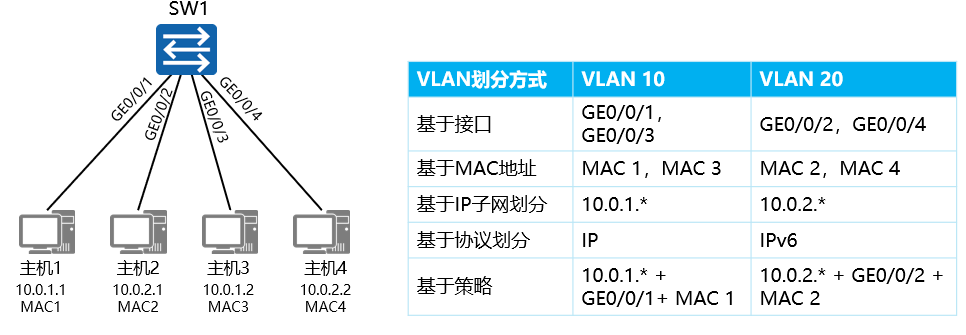 SW1
GE0/0/1
GE0/0/2
GE0/0/3
GE0/0/4
主机1
10.0.1.1
MAC1
主机2
10.0.2.1
MAC2
主机3
10.0.1.2
MAC3
主机4
10.0.2.2
MAC4
VLAN划分方式 VLAN 10 VLAN 20
基于接口 GE0/0/1, GE0/0/2，GE0/0/4
GE0/0/3
基于MAC地址 MAC 1，MAC 3 MAC 2，MAC 4
基于IP子网划分 10.0.1.* 10.0.2.*
基于协议划分 IP IPv6
基于策略 10.0.1.* + 10.0.2.* + GE0/0/2 +
GE0/0/1+ MAC 1 MAC 2